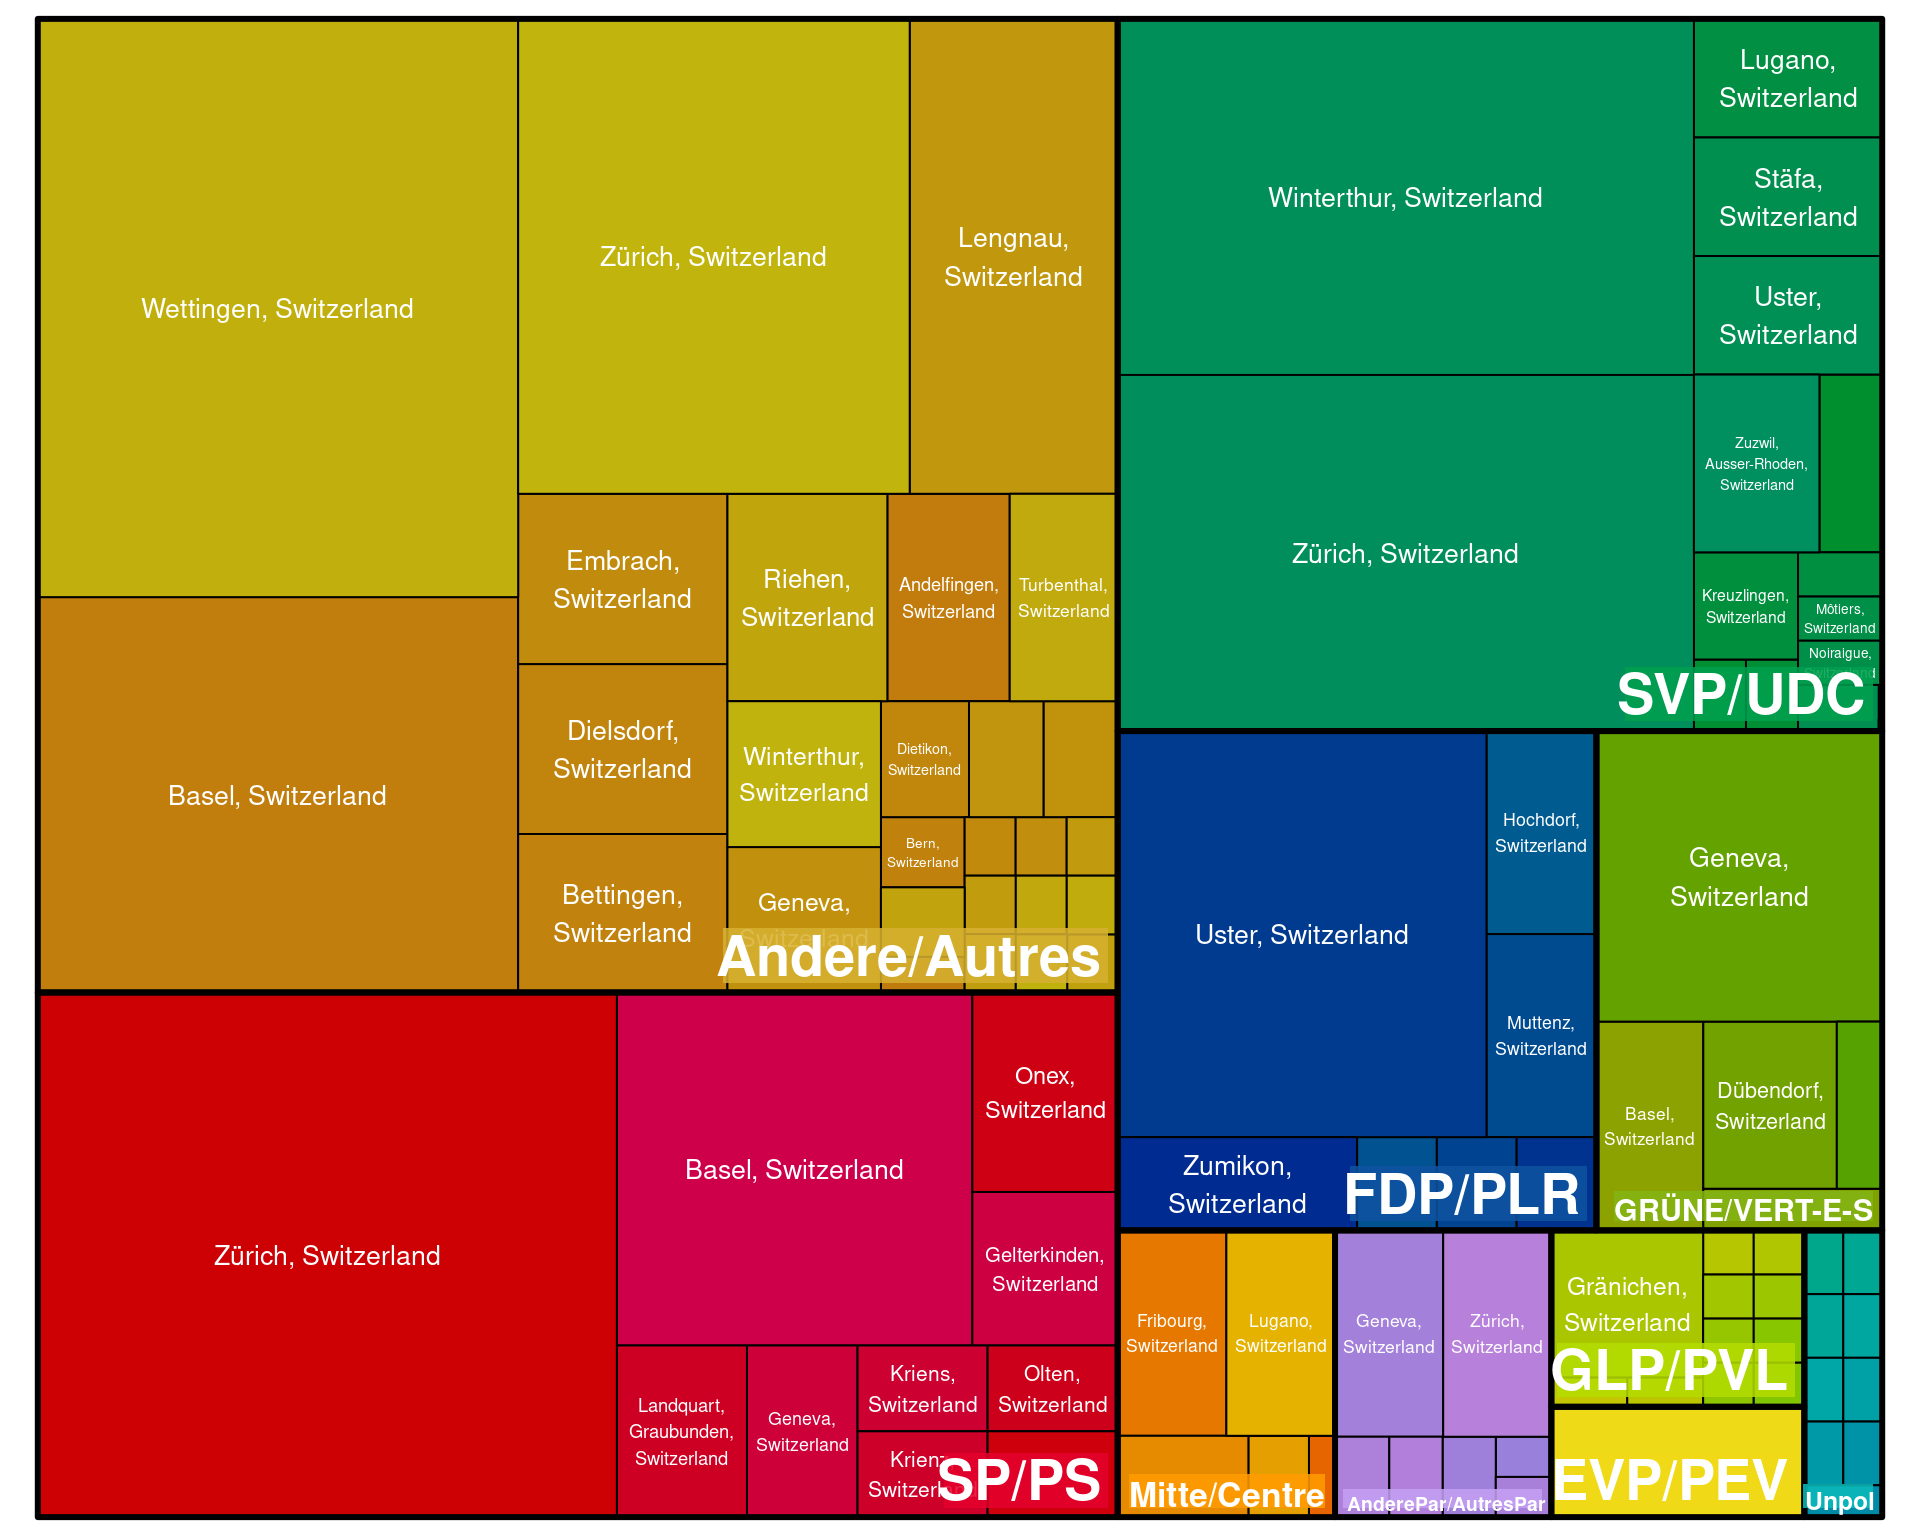 Wettingen, Switzerland
Zürich, Switzerland
Lengnau,
Switzerland
Basel, Switzerland
Embrach,
Switzerland
Riehen,
Switzerland
Andelfingen,
Switzerland
Turbenthal,
Switzerland
Dielsdorf,
Switzerland
Winterthur,
Switzerland
Dietikon,
Switzerland
Bern,
Switzerland
Bettingen,
Switzerland
Geneva,
Switzerland
Andere/Autres
Winterthur, Switzerland
Lugano,
Switzerland
Stäfa,
Switzerland
Uster,
Switzerland
Zürich, Switzerland
Zuzwil,
Ausser-Rhoden,
Switzerland
Kreuzlingen,
Switzerland
Môtiers,
Switzerland
Noiraigue,
Switzerland
SVP/UDC
Zürich, Switzerland
Basel, Switzerland
Onex,
Switzerland
Gelterkinden,
Switzerland
Landquart,
Graubunden,
Switzerland
Geneva,
Switzerland
Kriens,
Switzerland
Olten,
Switzerland
SP/PS
Uster, Switzerland
Hochdorf,
Switzerland
Muttenz,
Switzerland
Zumikon,
Switzerland
FDP/PLR
Geneva,
Switzerland
Basel,
Switzerland
Dübendorf,
Switzerland
GRÜNE/VERT-E-S
Fribourg,
Switzerland
Lugano,
Switzerland
Mitte/Centre
Geneva,
Switzerland
Zürich,
Switzerland
AnderePar/AutresPar
Gränichen,
Switzerland
GLP/PVL
EVP/PEV
Unpol